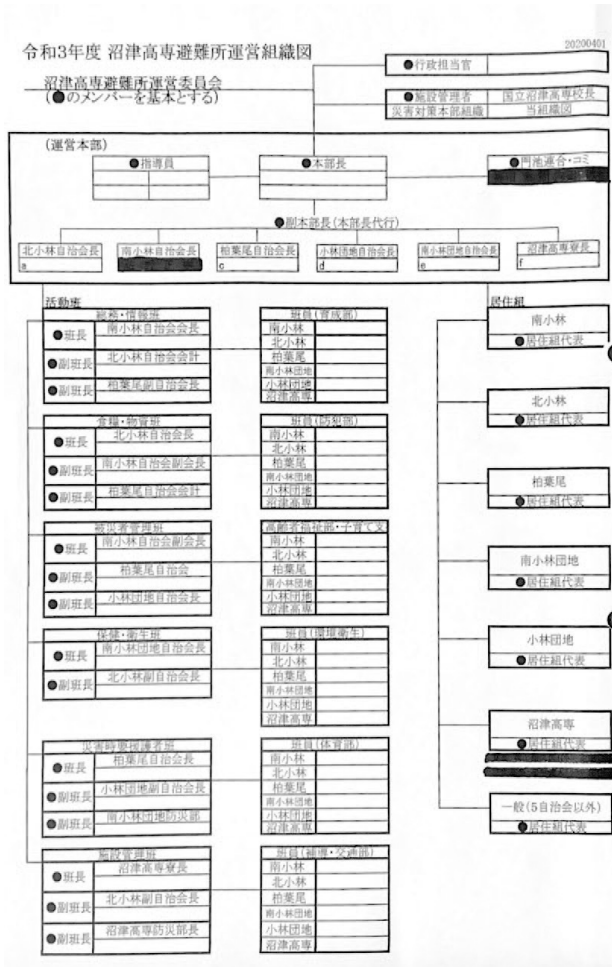 20200401
令和3年度 沼津高専避難所運営組織図
●行政担当官
沼津高専避難所運営委員会
(●のメンバーを基本とする)
●施設管理者 国立沼津高専校長
災害対策本部組織 当組織図
(運営本部)
●指導員 ●本部長 ●門池連合・コミ
●副本部長(本部長代行)
北小林自治会長 南小林自治会長 柏葉尾自治会長 小林団地自治会長 南小林団地自治会長 沼津高専寮長
a c d e f
活動班 居住組
総務・情報班 班員(育成部)
●班長 南小林自治会会長
●副班長 北小林自治会会計
●副班長 柏葉尾副自治会長
南小林
北小林
柏葉尾
南小林団地
小林団地
沼津高専
食糧・物資班 班員(防犯部)
●班長 北小林自治会長
●副班長 南小林自治会副会長
●副班長 柏葉尾自治会会計
南小林
北小林
柏葉尾
南小林団地
小林団地
沼津高専
被災者管理班 高齢者福祉部・子育て支
●班長 南小林自治会副会長
●副班長 柏葉尾自治会
●副班長 小林団地自治会長
南小林
北小林
柏葉尾
南小林団地
小林団地
沼津高専
保健・衛生班 班員(環境衛生)
●班長 南小林団地自治会長
●副班長 北小林副自治会長
南小林
北小林
柏葉尾
南小林団地
小林団地
沼津高専
災害時要援護者班 班員(体育部)
●班長 柏葉尾自治会長
●副班長 小林団地副自治会長
●副班長 南小林団地防災部
南小林
北小林
柏葉尾
南小林団地
小林団地
沼津高専
施設管理班 班員(補導・交通部)
●班長 沼津高専寮長
●副班長 北小林副自治会長
●副班長 沼津高専防災部長
南小林
北小林
柏葉尾
南小林団地
小林団地
沼津高専
南小林
●居住組代表
北小林
●居住組代表
柏葉尾
●居住組代表
南小林団地
●居住組代表
小林団地
●居住組代表
沼津高専
●居住組代表
一般(5自治会以外)
●居住組代表